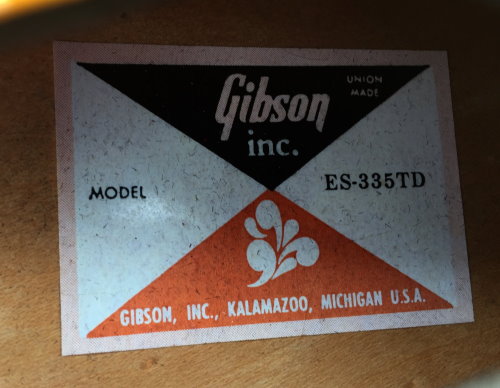 Gibson
inc.
UNION
MADE
MODEL
ES-335TD
GIBSON, INC., KALAMAZOO, MICHIGAN U.S.A.